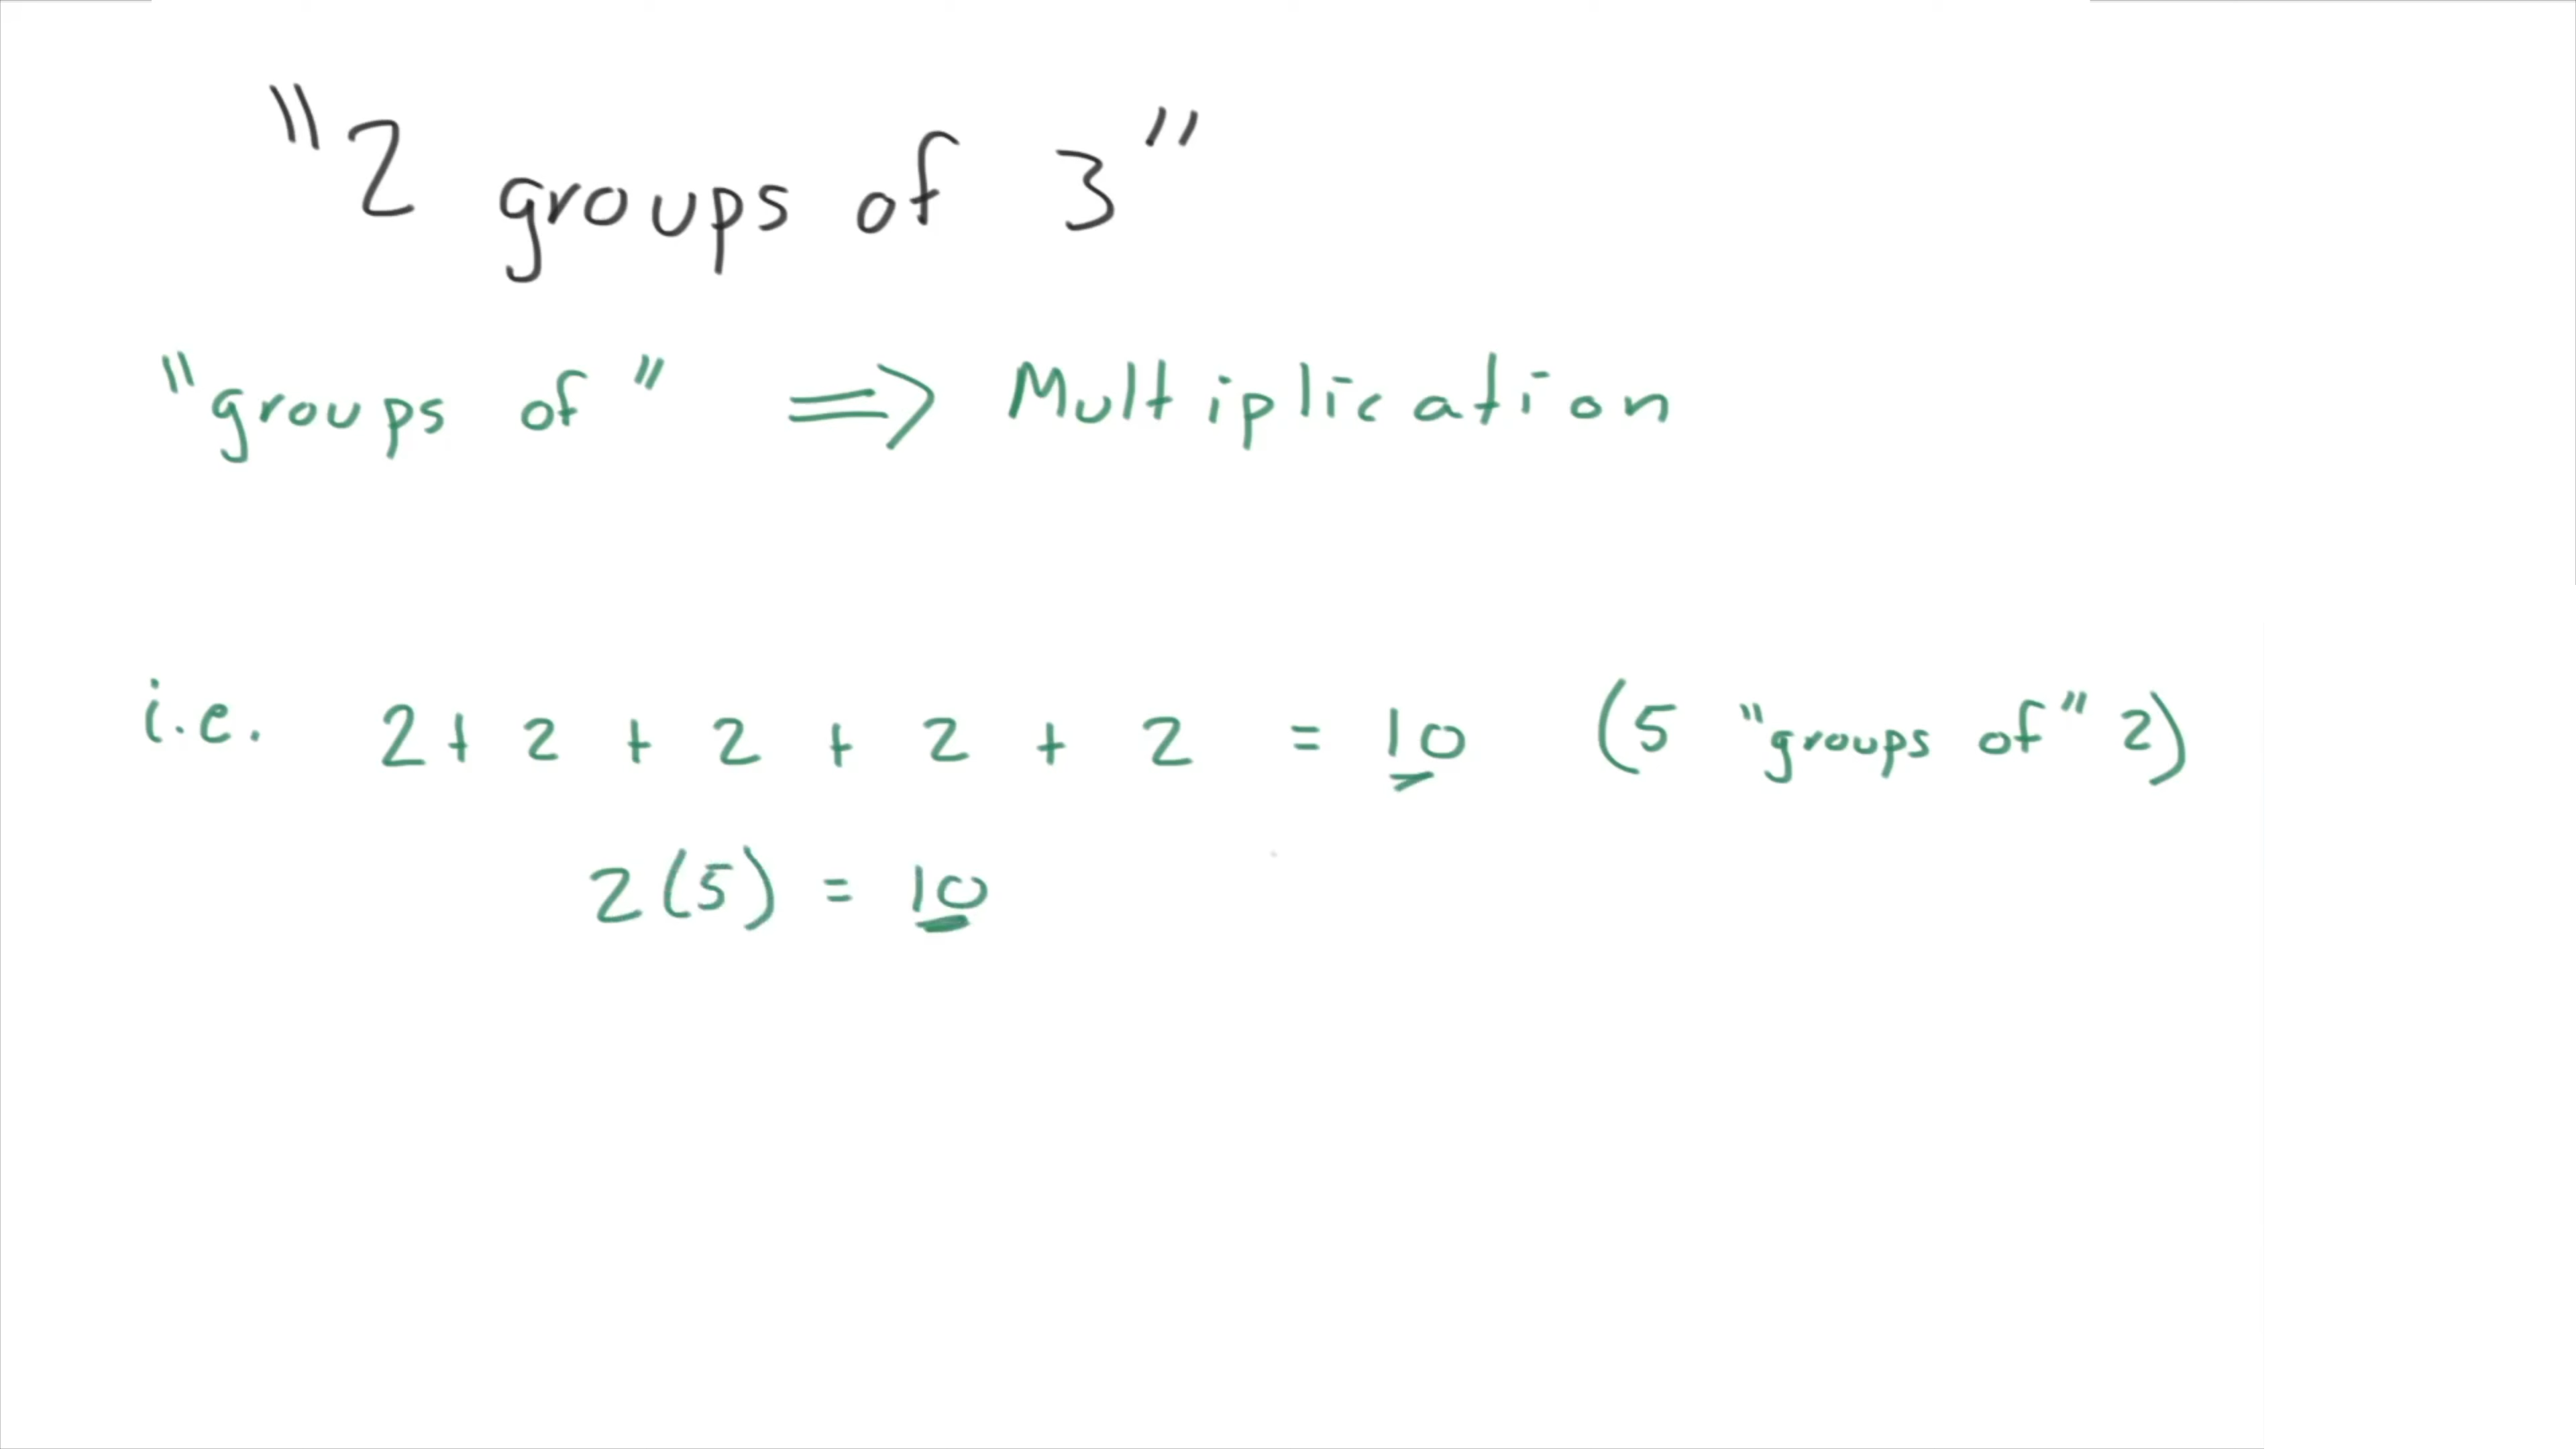 "2 groups of 3"
"groups of" ⟹ Multiplication
i.e. 2 + 2 + 2 + 2 + 2 = 10 (5 "groups of" 2)
2(5) = 10